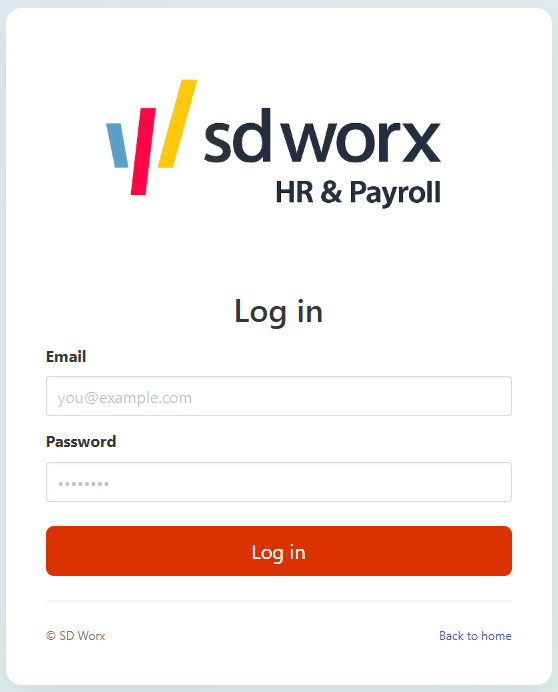 sd worx
HR & Payroll
Log in
Email
you@example.com
Password
••••••••
Log in
© SD Worx
Back to home